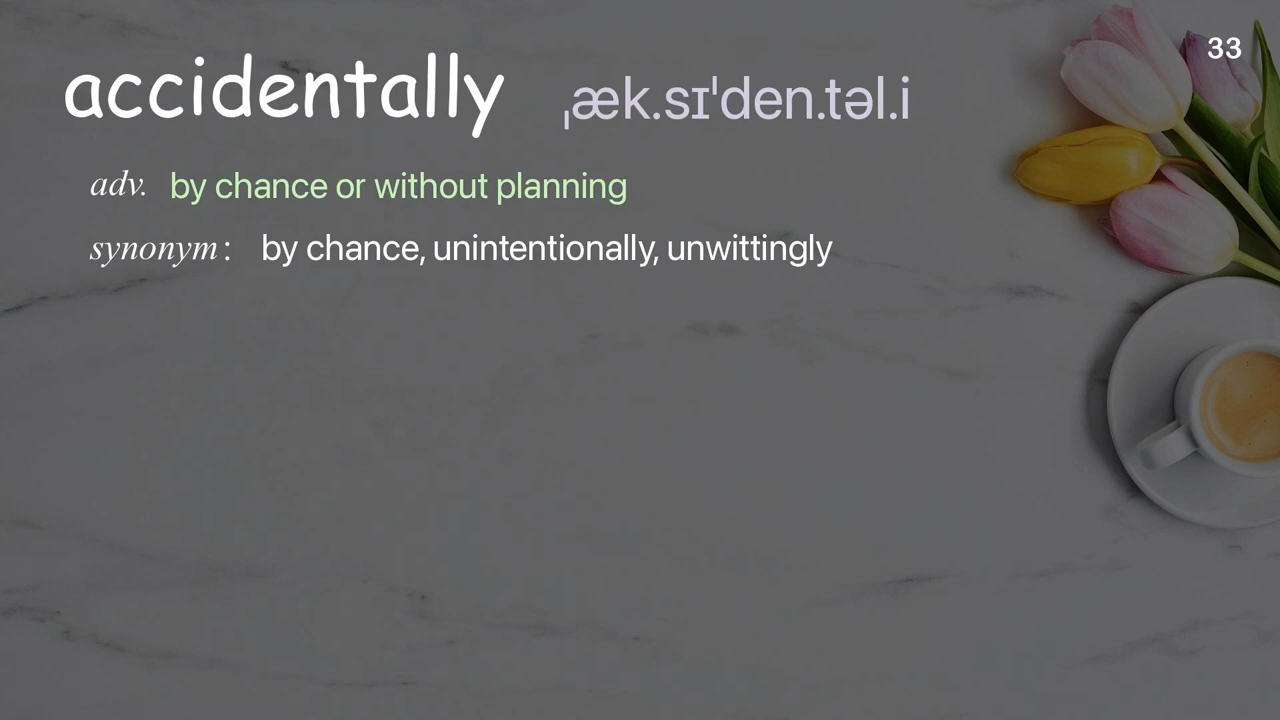 33
accidentally ˌæk.sɪˈden.təl.i
adv. by chance or without planning
synonym: by chance, unintentionally, unwittingly